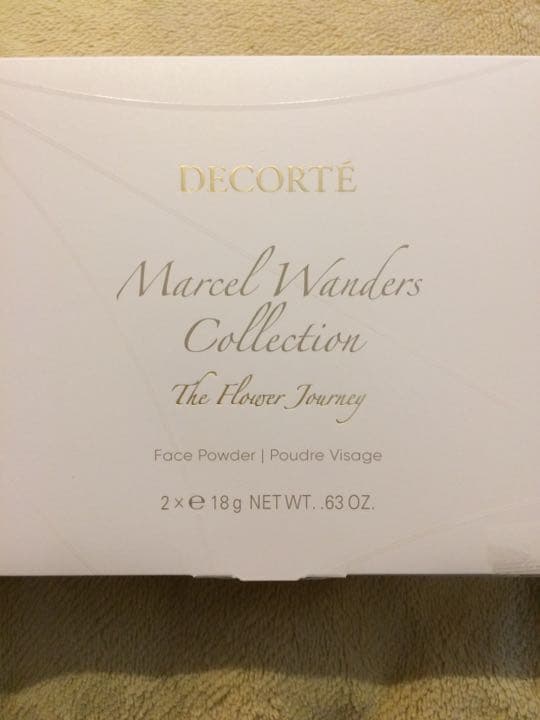 DECORTÉ
Marcel Wanders
Collection
The Flower Journey
Face Powder | Poudre Visage
2 × ℮ 18 g NET WT. .63 OZ.